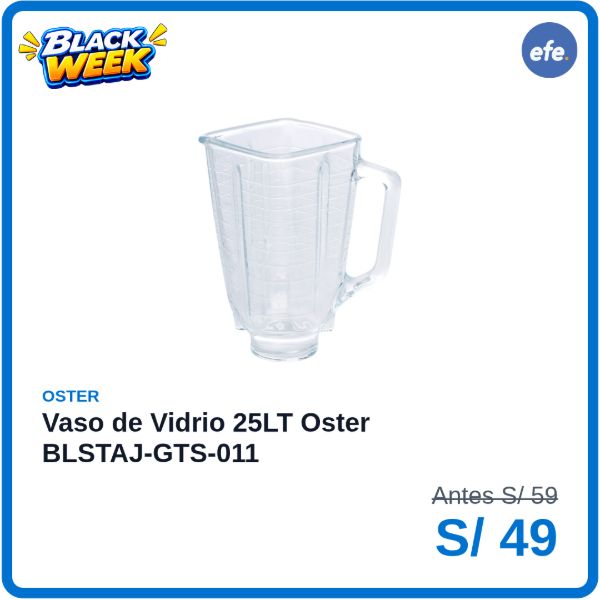 BLACK
WEEK
efe.
OSTER
Vaso de Vidrio 25LT Oster
BLSTAJ-GTS-011
Antes S/ 59
S/ 49